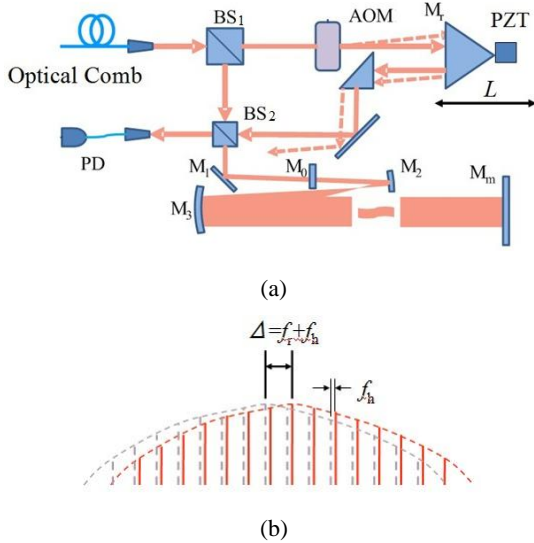 BS1 AOM Mr PZT
Optical Comb
L
BS2
PD M1 M0 M2 Mm
M3
(a)
Δ=fr+fh
fh
(b)